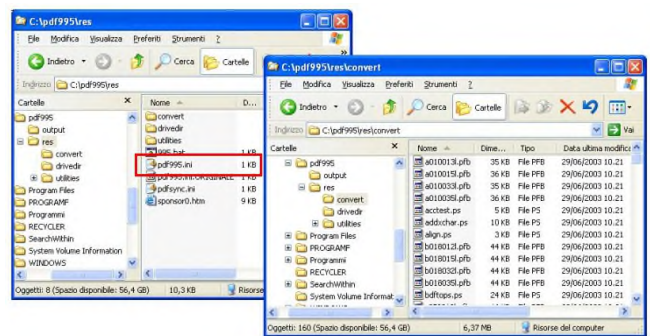 C:\pdf995\res
File Modifica Visualizza Preferiti Strumenti ?
Indietro Cerca Cartelle »
Indirizzo C:\pdf995\res
Cartelle × Nome D...
pdf995
output
res
convert
drivedir
utilities
Program Files
PROGRAMF
Programmi
RECYCLER
SearchWithin
System Volume Information
WINDOWS
convert
drivedir
utilities
995.bat 1 KB
pdf995.ini 1 KB
pdf995.ini.ORIGINALE 1 KB
pdfsync.ini 1 KB
sponsor0.htm 9 KB
Oggetti: 8 (Spazio disponibile: 56,4 GB) 10,3 KB Risorse
C:\pdf995\res\convert
File Modifica Visualizza Preferiti Strumenti ?
Indietro Cerca Cartelle
Indirizzo C:\pdf995\res\convert Vai
Cartelle × Nome Dime... Tipo Data ultima modifica
pdf995
output
res
convert
drivedir
utilities
Program Files
PROGRAMF
Programmi
RECYCLER
SearchWithin
System Volume Informat
a010013l.pfb 35 KB File PFB 29/06/2003 10.21
a010015l.pfb 35 KB File PFB 29/06/2003 10.21
a010033l.pfb 36 KB File PFB 29/06/2003 10.21
a010035l.pfb 36 KB File PFB 29/06/2003 10.21
acctest.ps 5 KB File PS 29/06/2003 10.21
addxchar.ps 10 KB File PS 29/06/2003 10.21
align.ps 3 KB File PS 29/06/2003 10.21
b018012l.pfb 44 KB File PFB 29/06/2003 10.21
b018015l.pfb 44 KB File PFB 29/06/2003 10.21
b018032l.pfb 44 KB File PFB 29/06/2003 10.21
b018035l.pfb 44 KB File PFB 29/06/2003 10.21
bdftops.ps 24 KB File PS 29/06/2003 10.21
Oggetti: 160 (Spazio disponibile: 56,4 GB) 6,37 MB Risorse del computer